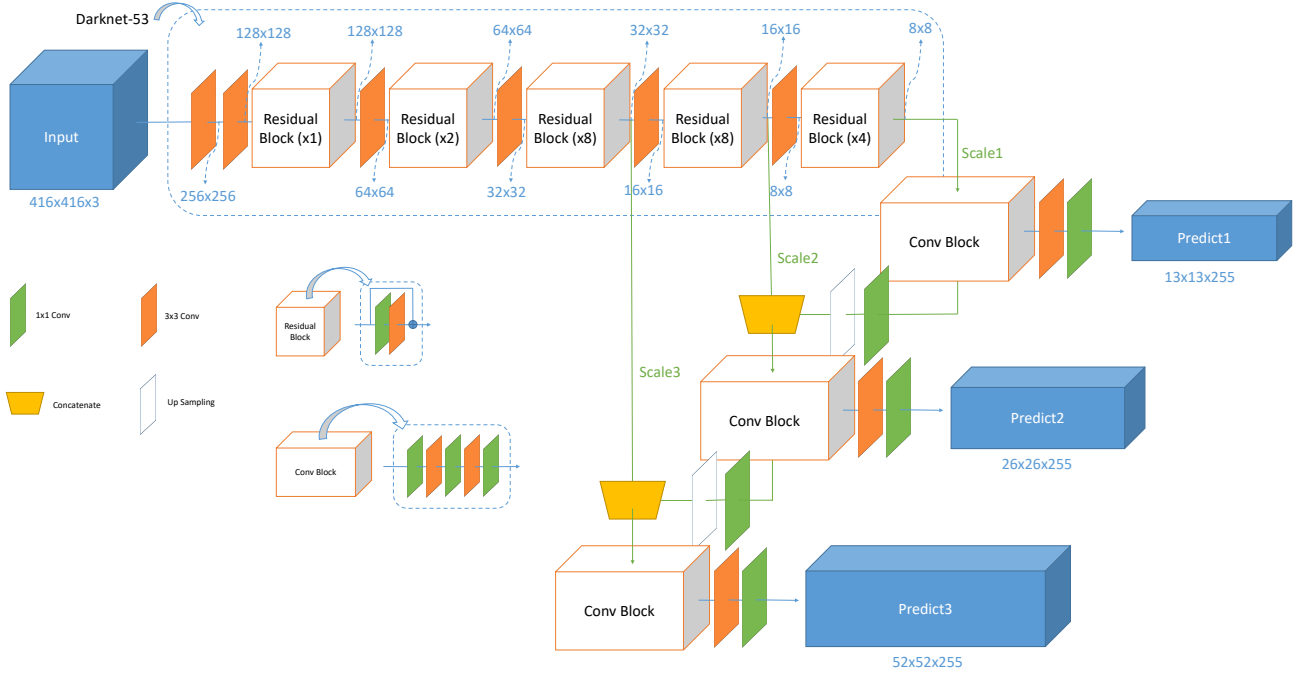 Darknet-53
128x128
128x128
64x64
32x32
16x16
8x8
Input
Residual
Block (x1)
Residual
Block (x2)
Residual
Block (x8)
Residual
Block (x8)
Residual
Block (x4)
416x416x3
256x256
64x64
32x32
16x16
8x8
Scale1
Conv Block
Predict1
13x13x255
Scale2
1x1 Conv
3x3 Conv
Residual
Block
Scale3
Concatenate
Up Sampling
Conv Block
Predict2
26x26x255
Conv Block
Conv Block
Predict3
52x52x255